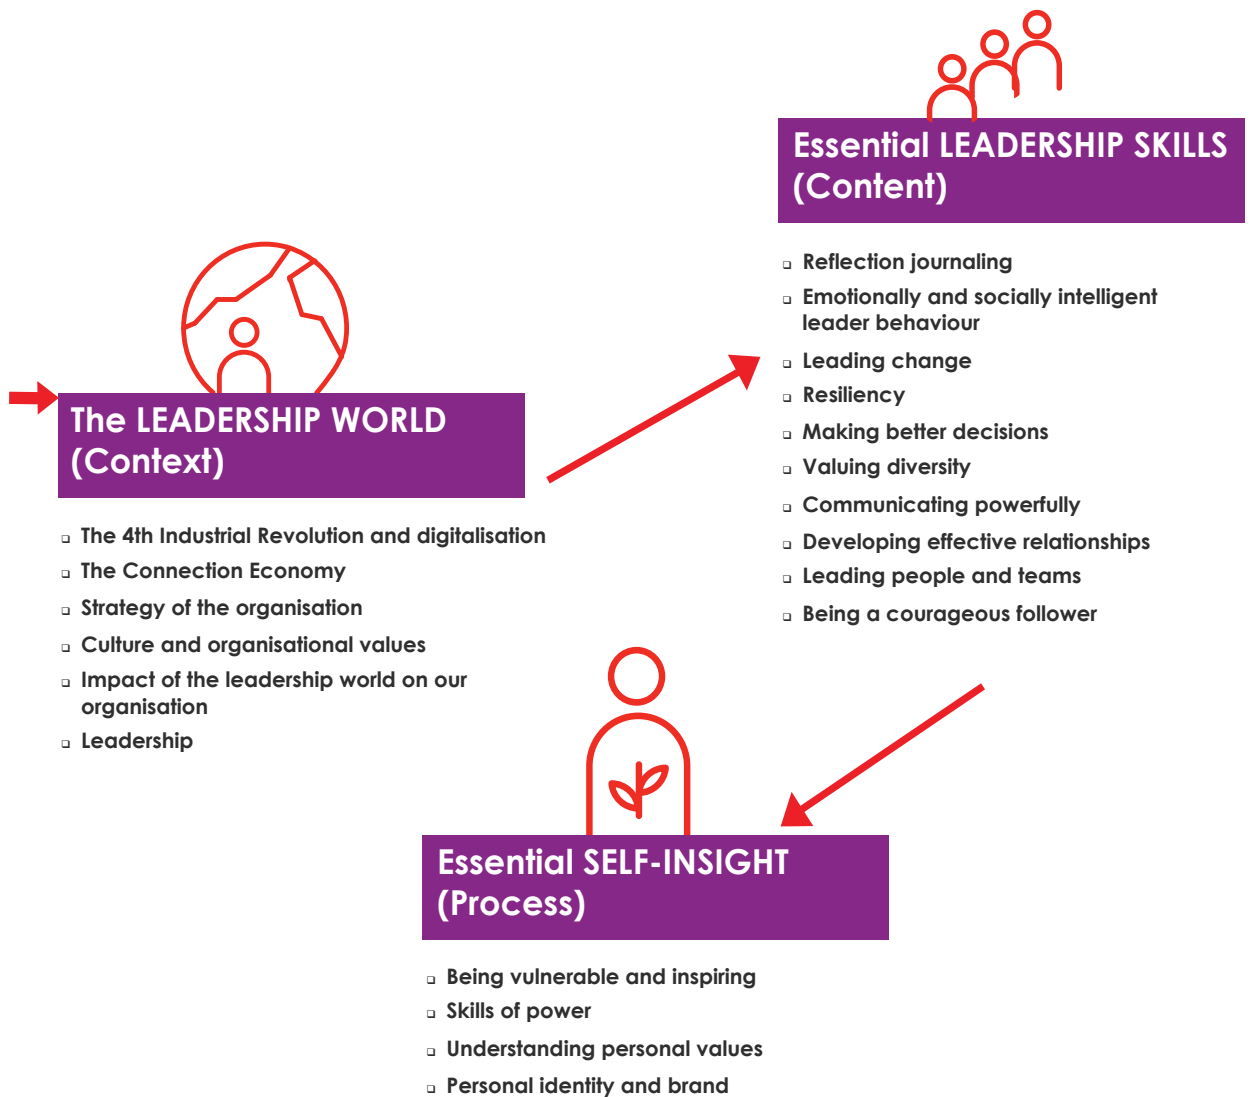 The LEADERSHIP WORLD
(Context)
▫ The 4th Industrial Revolution and digitalisation
▫ The Connection Economy
▫ Strategy of the organisation
▫ Culture and organisational values
▫ Impact of the leadership world on our
organisation
▫ Leadership
Essential LEADERSHIP SKILLS
(Content)
▫ Reflection journaling
▫ Emotionally and socially intelligent
leader behaviour
▫ Leading change
▫ Resiliency
▫ Making better decisions
▫ Valuing diversity
▫ Communicating powerfully
▫ Developing effective relationships
▫ Leading people and teams
▫ Being a courageous follower
Essential SELF-INSIGHT
(Process)
▫ Being vulnerable and inspiring
▫ Skills of power
▫ Understanding personal values
▫ Personal identity and brand